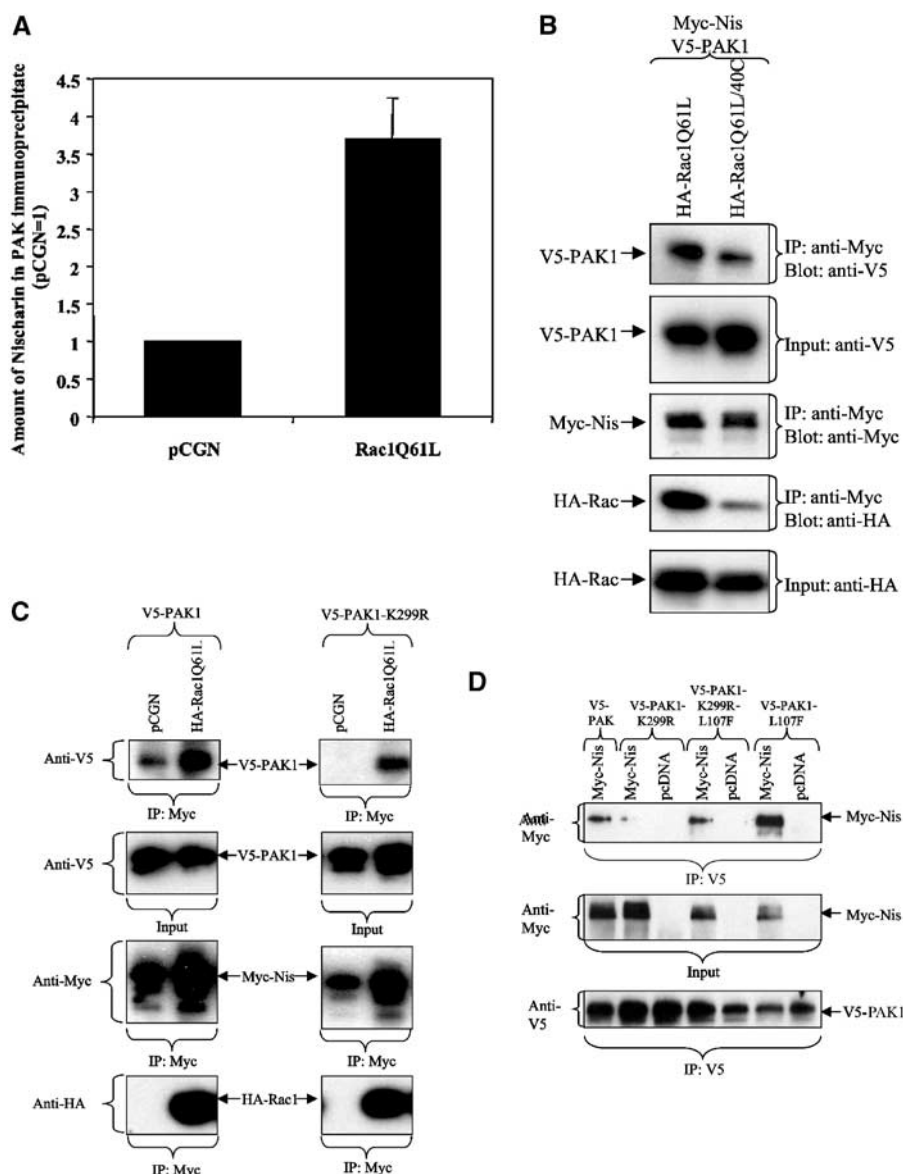 A
Amount of Nischarin in PAK immunoprecipitate
(pCGN=1)
4.5
4
3.5
3
2.5
2
1.5
1
0.5
0
pCGN
Rac1Q61L
B
Myc-Nis
V5-PAK1
HA-Rac1Q61L
HA-Rac1Q61L/40C
V5-PAK1
IP: anti-Myc
Blot: anti-V5
V5-PAK1
Input: anti-V5
Myc-Nis
IP: anti-Myc
Blot: anti-Myc
HA-Rac
IP: anti-Myc
Blot: anti-HA
HA-Rac
Input: anti-HA
C
V5-PAK1
V5-PAK1-K299R
pCGN
HA-Rac1Q61L
pCGN
HA-Rac1Q61L
Anti-V5
V5-PAK1
IP: Myc
IP: Myc
Anti-V5
V5-PAK1
Input
Input
Anti-Myc
Myc-Nis
IP: Myc
IP: Myc
Anti-HA
HA-Rac1
IP: Myc
IP: Myc
D
V5-
PAK
V5-PAK1-
K299R
V5-PAK1-
K299R-
L107F
V5-PAK1-
L107F
Myc-Nis
Myc-Nis
pcDNA
Myc-Nis
pcDNA
Myc-Nis
pcDNA
Anti-
Myc
Myc-Nis
IP: V5
Anti-
Myc
Myc-Nis
Input
Anti-
V5
V5-PAK1
IP: V5